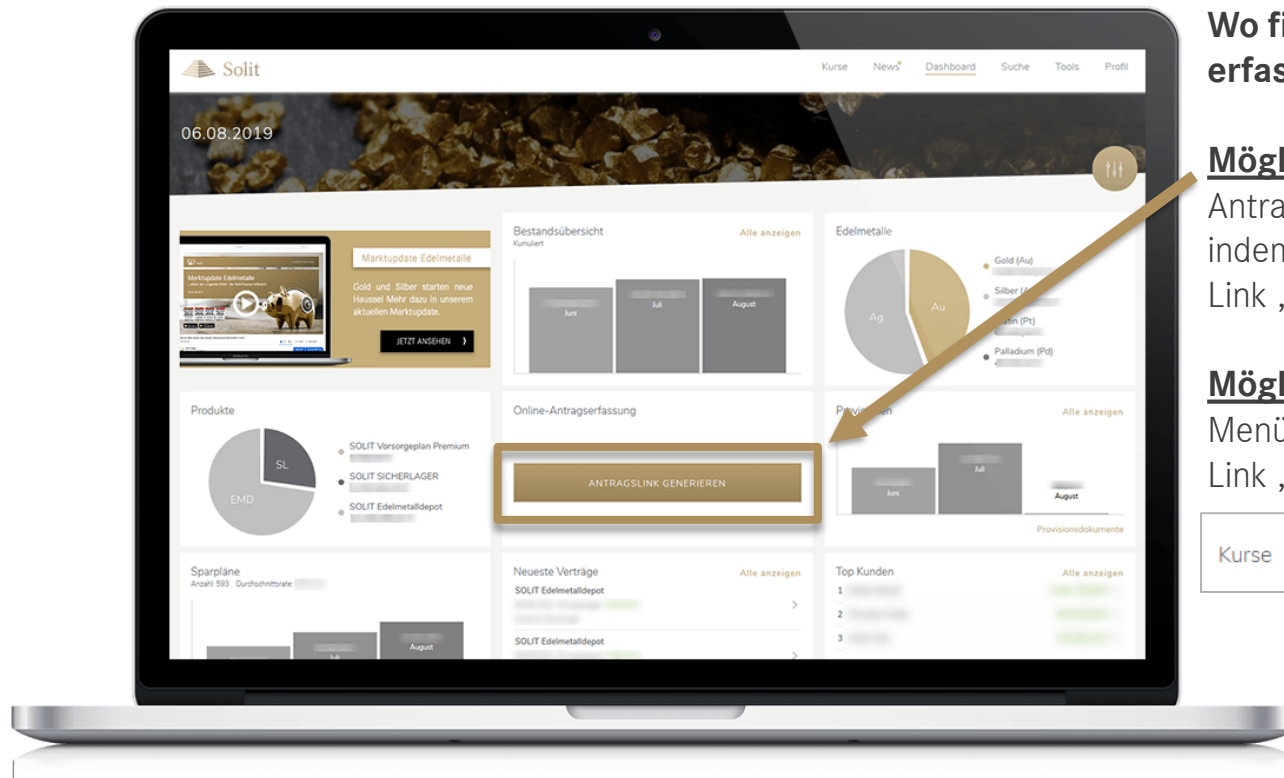 Solit
Kurse News Dashboard Suche Tools Profil
06.08.2019
Marktupdate Edelmetalle
Gold und Silber starten neue
Hausse! Mehr dazu in unserem
aktuellen Marktupdate.
JETZT ANSEHEN
Marktupdate Edelmetalle
Bestandsübersicht Alle anzeigen
Kumuliert
Juni
Juli
August
Edelmetalle
Ag
Au
Gold (Au)
Silber
(Pt)
Palladium (Pd)
Produkte
SL
EMD
SOLIT Vorsorgeplan Premium
SOLIT SICHERLAGER
SOLIT Edelmetalldepot
Online-Antragserfassung
ANTRAGSLINK GENERIEREN
Alle anzeigen
Juni
Juli
August
Provisionsdokumente
Sparpläne
Anzahl: 593 Durchschnittsrate:
August
Neueste Verträge Alle anzeigen
SOLIT Edelmetalldepot
SOLIT Edelmetalldepot
Top Kunden Alle anzeigen
1
2
3
Wo fi
erfas
Mögl
Antra
inden
Link „
Mögl
Menü
Link „
Kurse